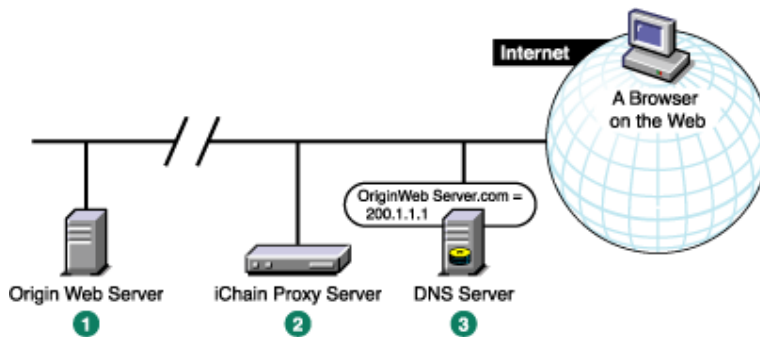 Internet
A Browser
on the Web
OriginWeb Server.com =
200.1.1.1
Origin Web Server
iChain Proxy Server
DNS Server
1
2
3